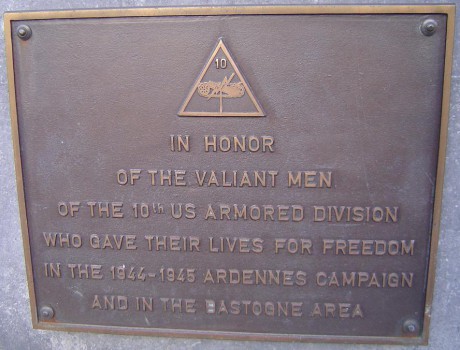 10
IN HONOR
OF THE VALIANT MEN
OF THE 10th US ARMORED DIVISION
WHO GAVE THEIR LIVES FOR FREEDOM
IN THE 1944-1945 ARDENNES CAMPAIGN
AND IN THE BASTOGNE AREA